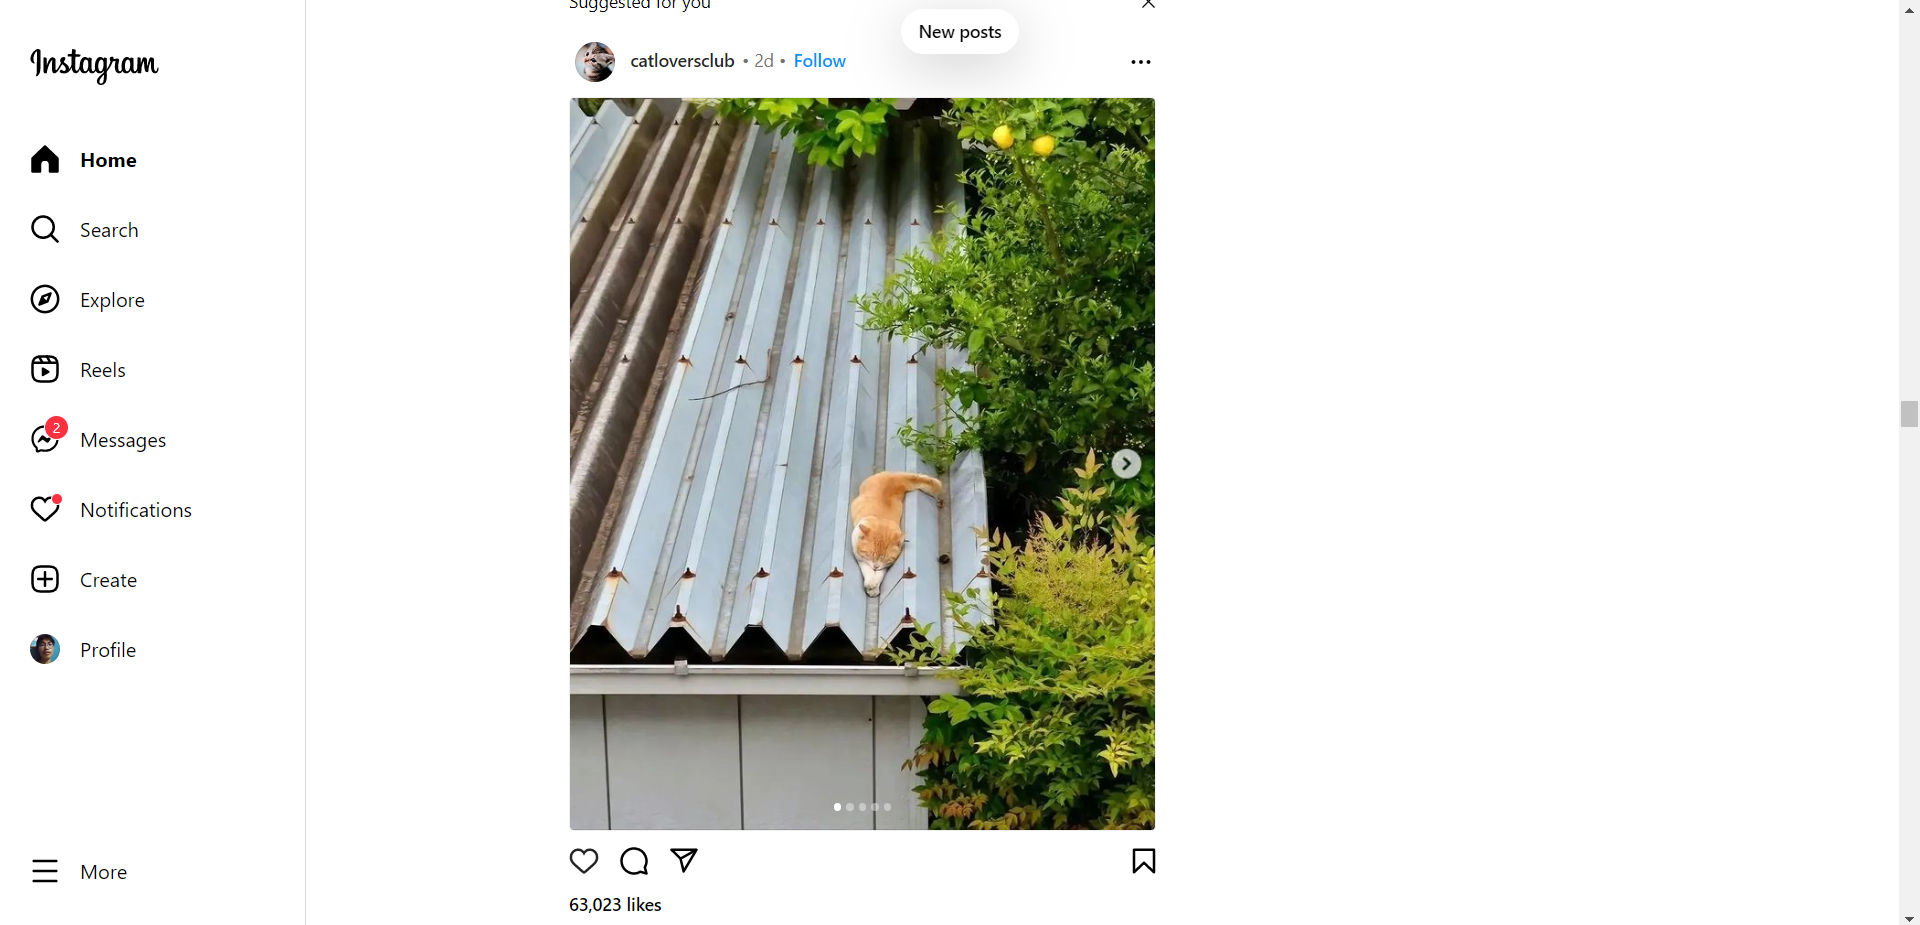 Instagram
Home
Search
Explore
Reels
2
Messages
Notifications
Create
Profile
More
Suggested for you
New posts
catloversclub • 2d • Follow
63,023 likes